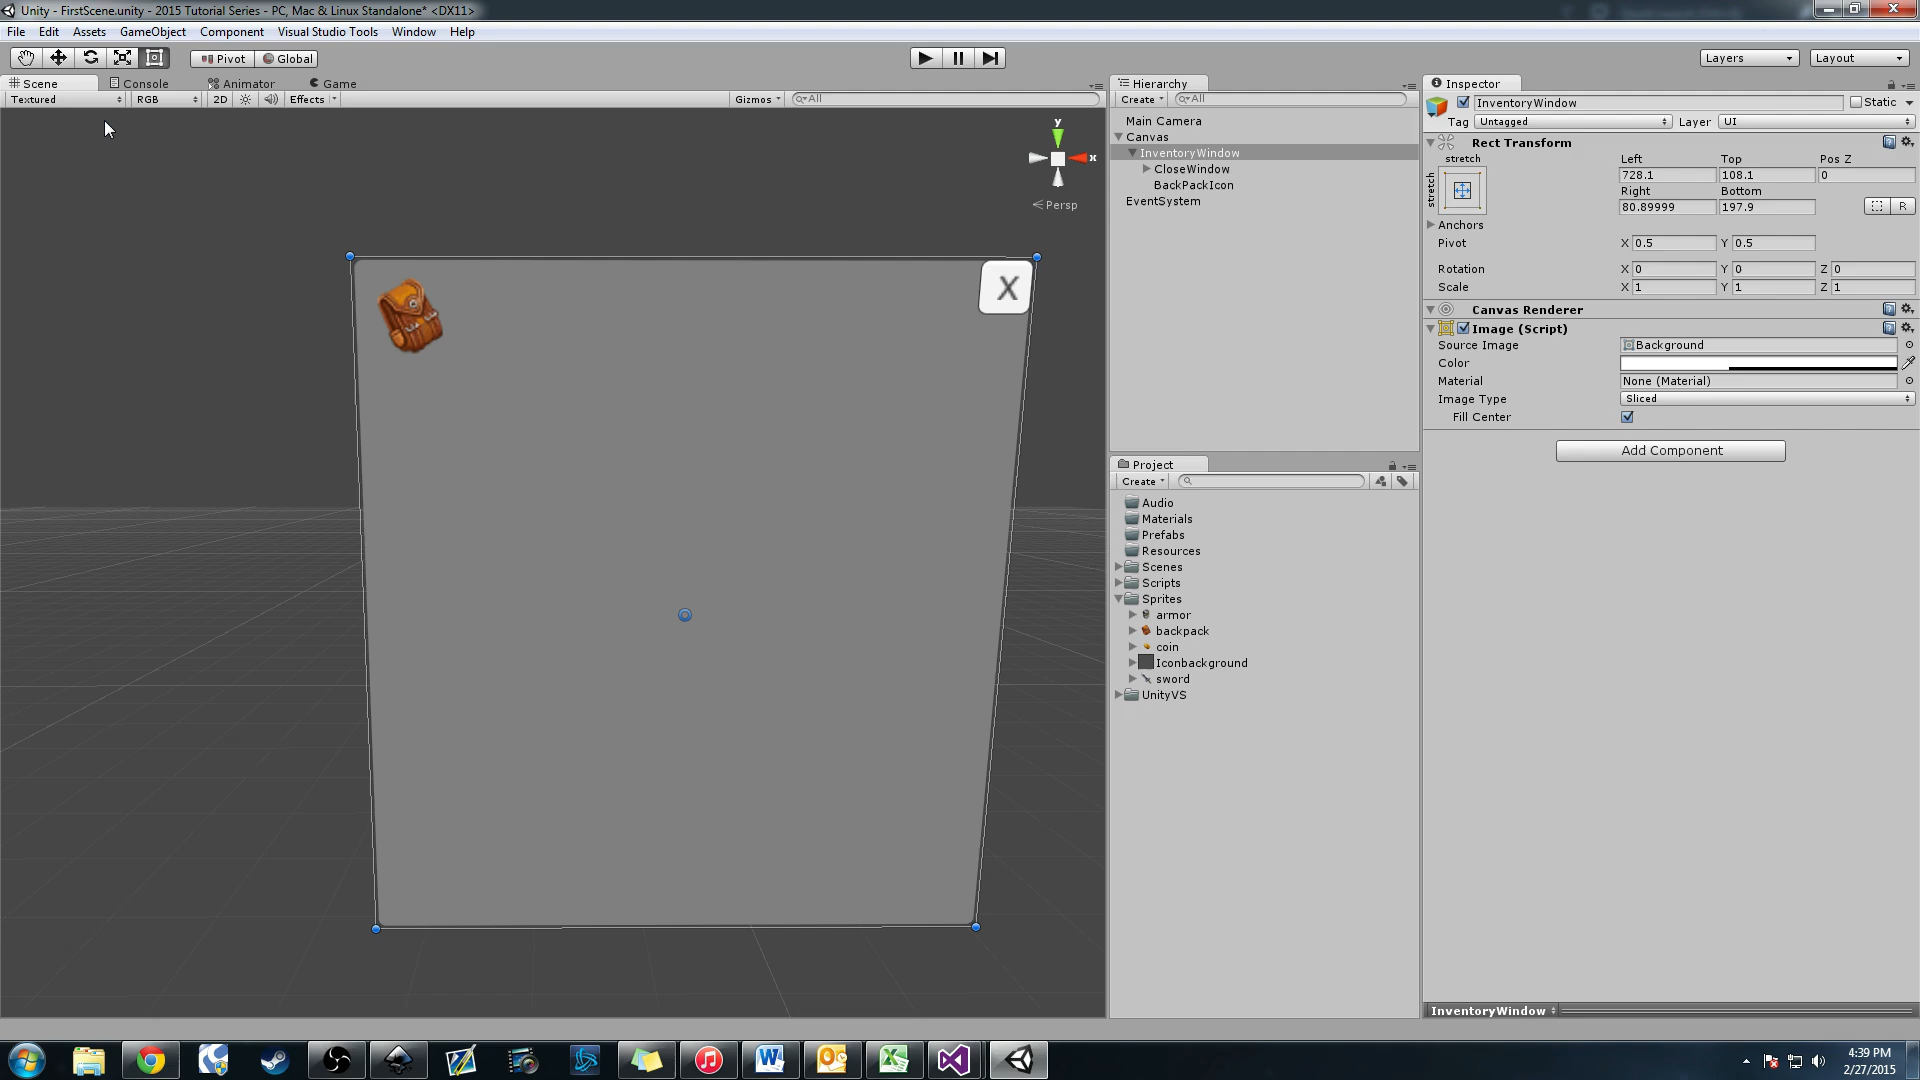 Unity - FirstScene.unity - 2015 Tutorial Series - PC, Mac & Linux Standalone* <DX11>
File Edit Assets GameObject Component Visual Studio Tools Window Help
Pivot Global Layers Layout
Scene Console Animator Game
Textured RGB 2D Effects Gizmos All
y
x
Persp
X
Hierarchy
Create All
Main Camera
Canvas
InventoryWindow
CloseWindow
BackPackIcon
EventSystem
Project
Create
Audio
Materials
Prefabs
Resources
Scenes
Scripts
Sprites
armor
backpack
coin
Iconbackground
sword
UnityVS
Inspector
InventoryWindow Static
Tag Untagged Layer UI
Rect Transform
stretch Left Top Pos Z
stretch 728.1 108.1 0
Right Bottom
80.89999 197.9 R
Anchors
Pivot X 0.5 Y 0.5
Rotation X 0 Y 0 Z 0
Scale X 1 Y 1 Z 1
Canvas Renderer
Image (Script)
Source Image Background
Color
Material None (Material)
Image Type Sliced
Fill Center
Add Component
InventoryWindow
4:39 PM
2/27/2015